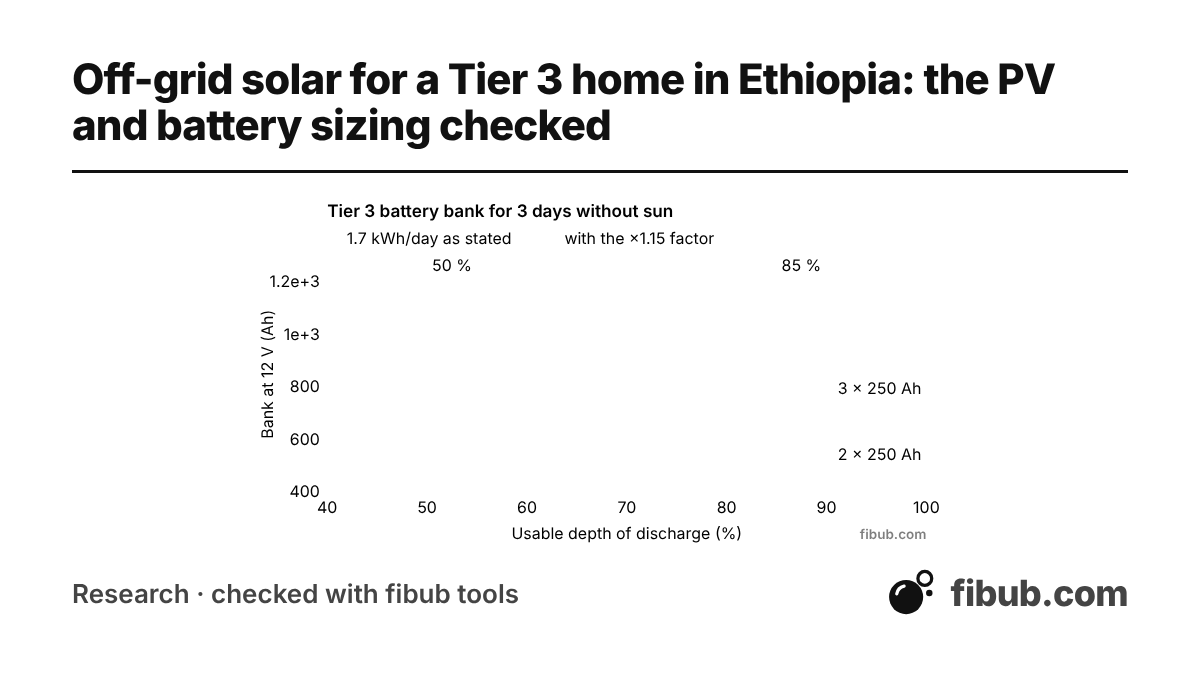 Off-grid solar for a Tier 3 home in Ethiopia: the PV
and battery sizing checked
Tier 3 battery bank for 3 days without sun
1.7 kWh/day as stated
with the ×1.15 factor
50 %
85 %
Bank at 12 V (Ah)
1.2e+3
1e+3
800
600
400
3 × 250 Ah
2 × 250 Ah
40 50 60 70 80 90 100
Usable depth of discharge (%)
fibub.com
Research · checked with fibub tools
fibub.com